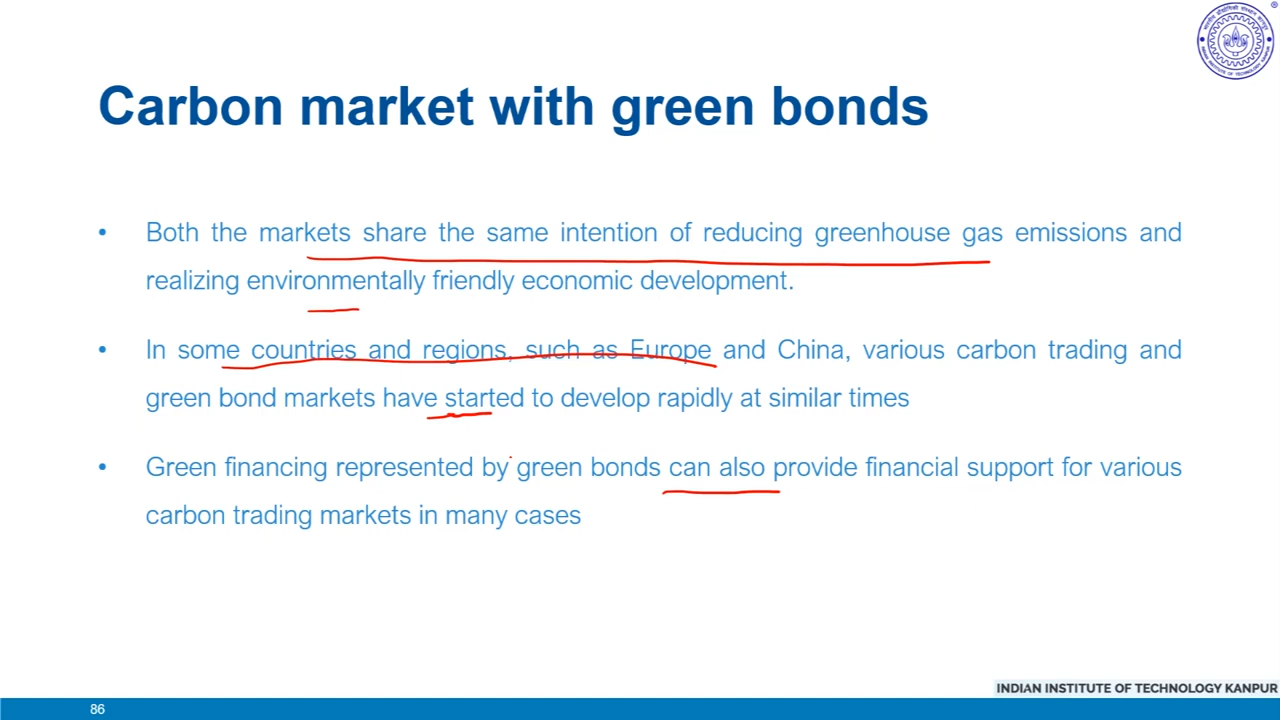 Carbon market with green bonds
• Both the markets share the same intention of reducing greenhouse gas emissions and
realizing environmentally friendly economic development.
• In some countries and regions, such as Europe and China, various carbon trading and
green bond markets have started to develop rapidly at similar times
• Green financing represented by green bonds can also provide financial support for various
carbon trading markets in many cases
INDIAN INSTITUTE OF TECHNOLOGY KANPUR
86